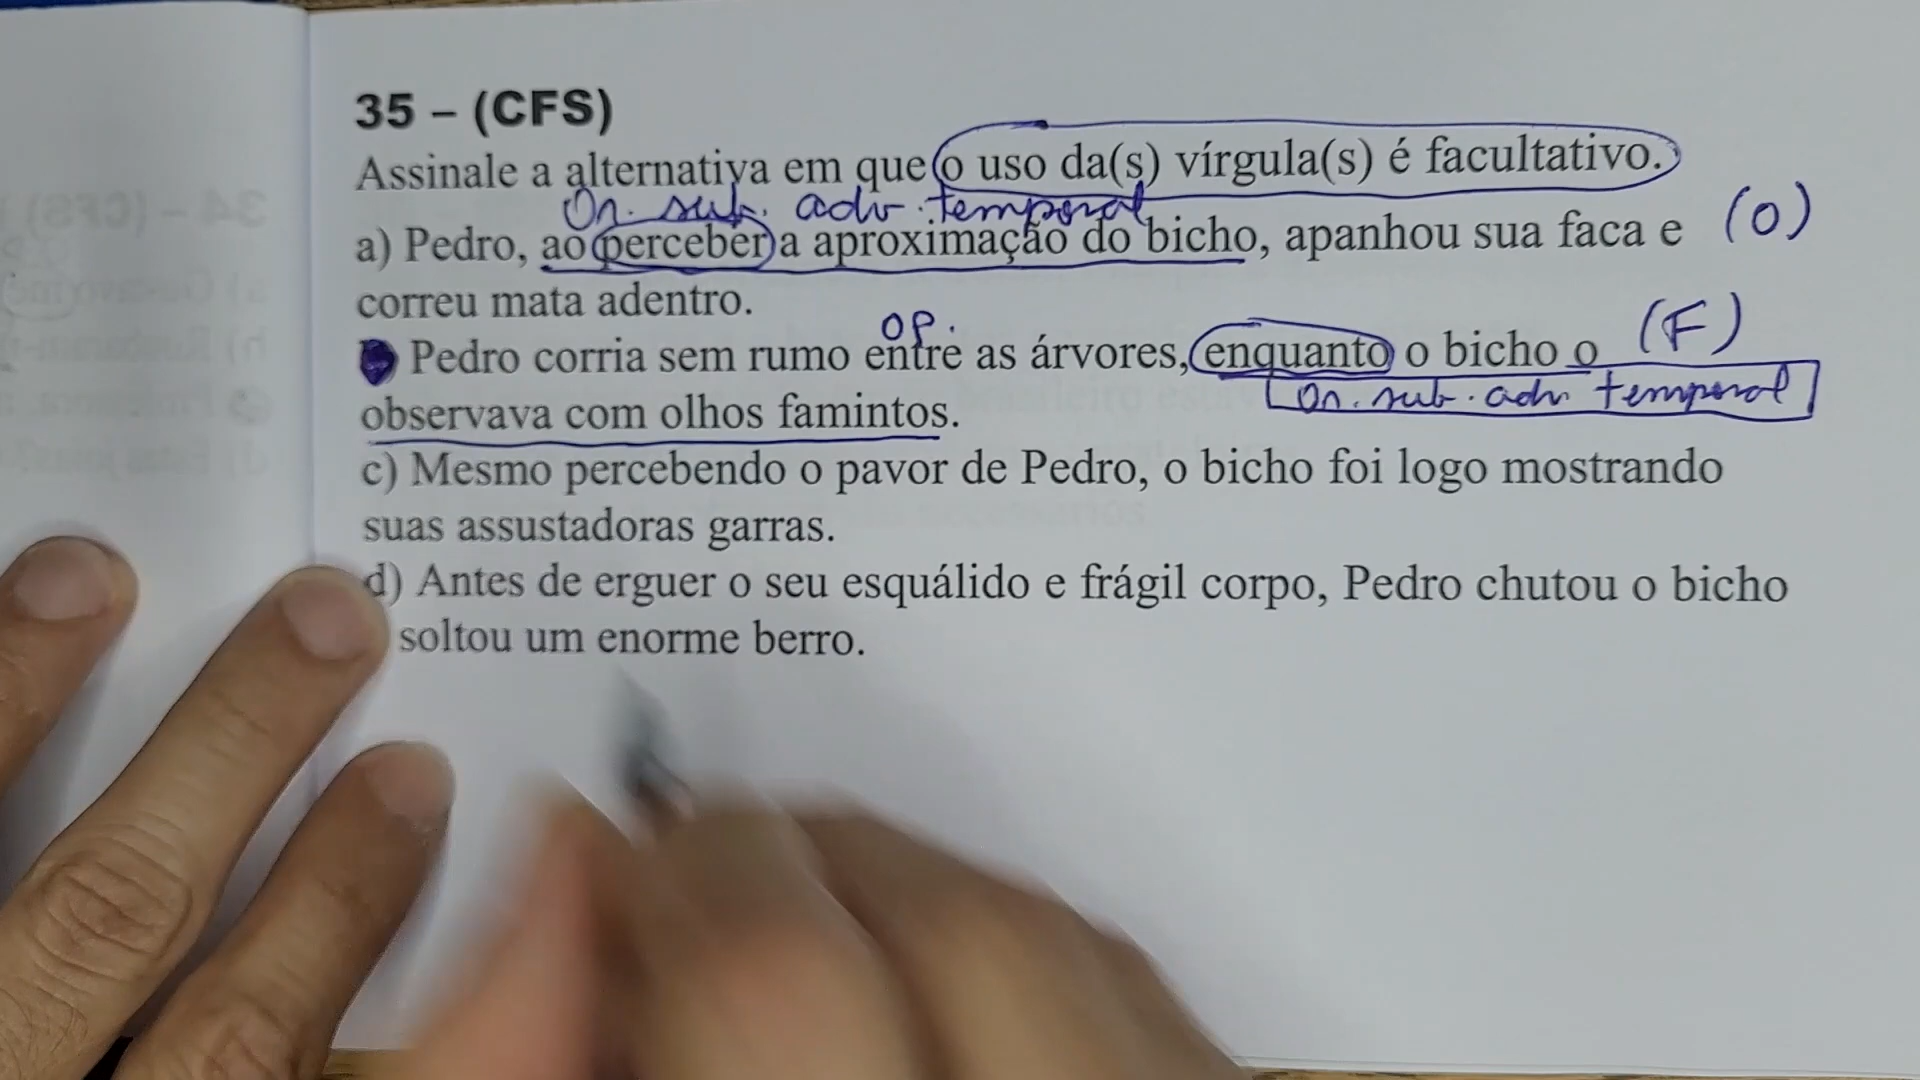 35 – (CFS)
Assinale a alternativa em que o uso da(s) vírgula(s) é facultativo.
Or. sub. adv. temporal
a) Pedro, ao perceber a aproximação do bicho, apanhou sua faca e (O)
correu mata adentro.
OP.
Pedro corria sem rumo entre as árvores, enquanto o bicho o (F)
Or. sub. adv temporal
observava com olhos famintos.
c) Mesmo percebendo o pavor de Pedro, o bicho foi logo mostrando
suas assustadoras garras.
d) Antes de erguer o seu esquálido e frágil corpo, Pedro chutou o bicho
soltou um enorme berro.